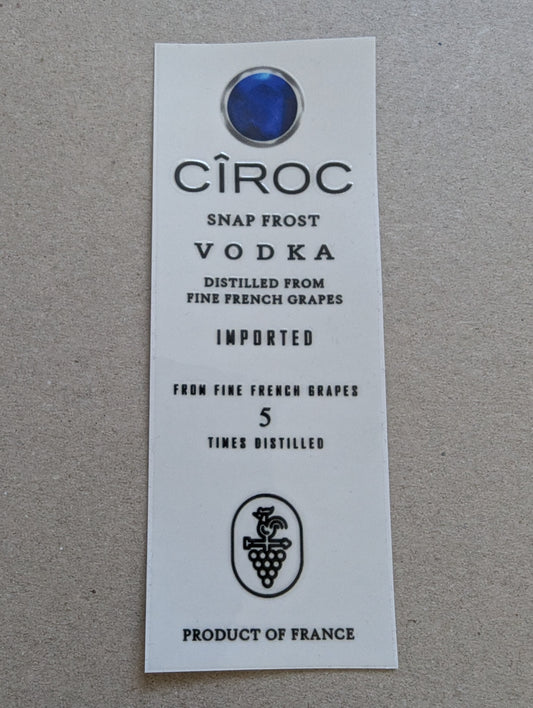 CÎROC
SNAP FROST
VODKA
DISTILLED FROM
FINE FRENCH GRAPES
IMPORTED
FROM FINE FRENCH GRAPES
5
TIMES DISTILLED
PRODUCT OF FRANCE